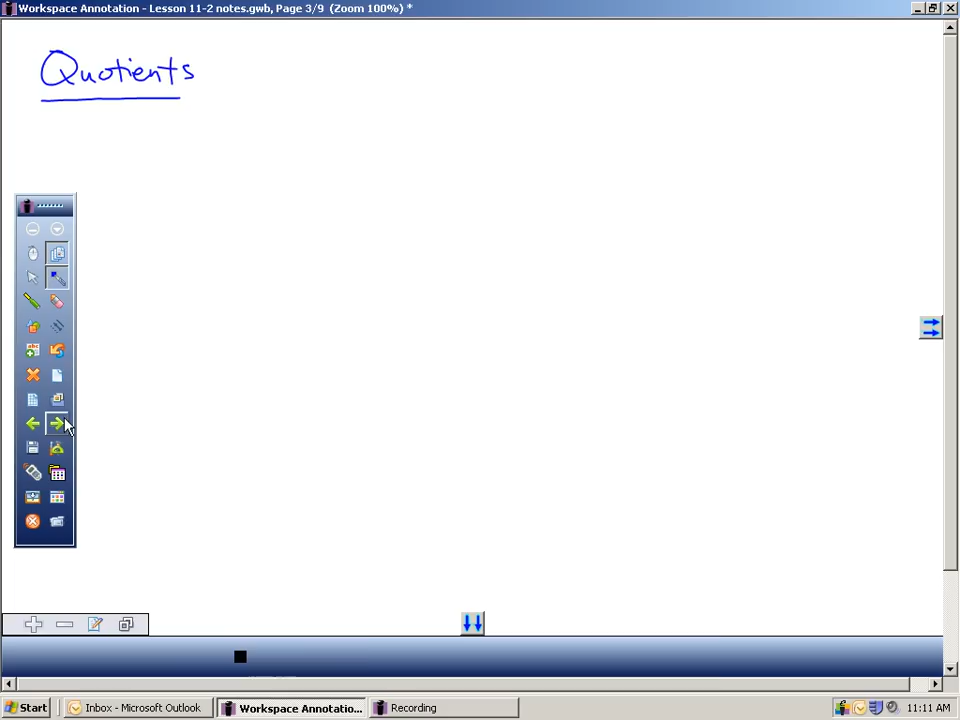 Workspace Annotation - Lesson 11-2 notes.gwb, Page 3/9 (Zoom 100%) *
Quotients
abc
Start
Inbox - Microsoft Outlook
Workspace Annotatio...
Recording
11:11 AM